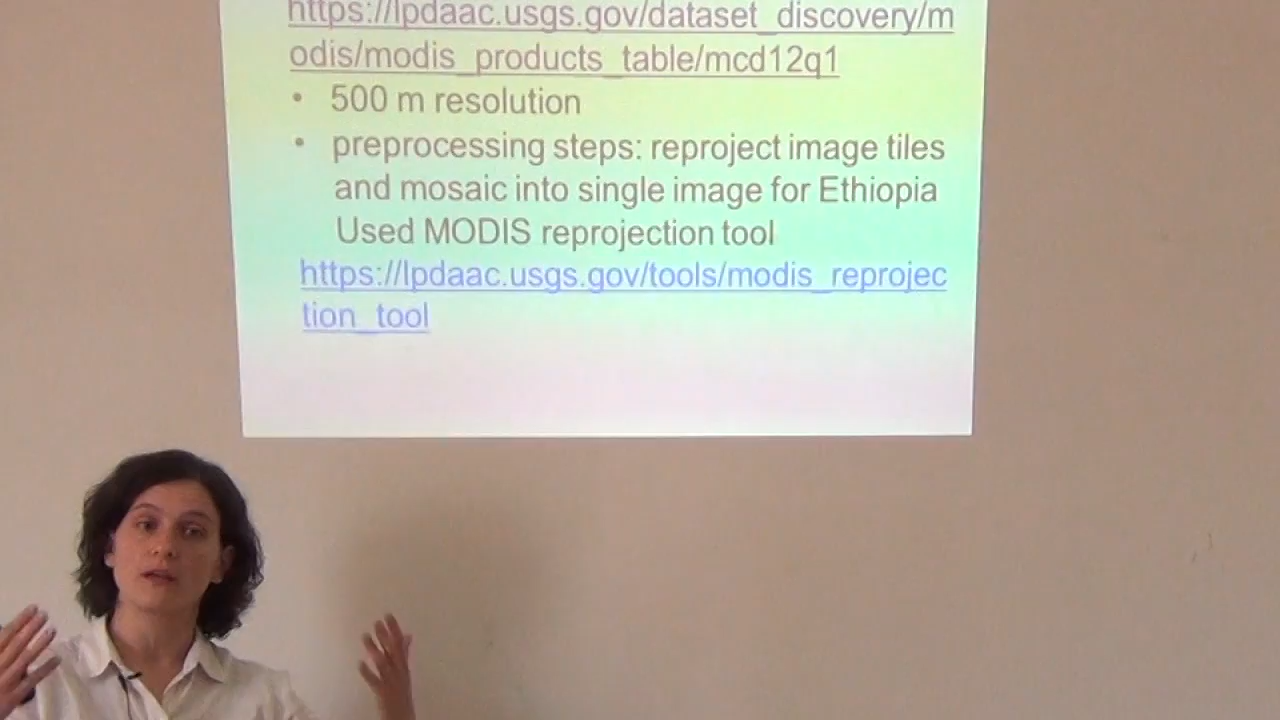 https://lpdaac.usgs.gov/dataset_discovery/m
odis/modis_products_table/mcd12q1
• 500 m resolution
• preprocessing steps: reproject image tiles
and mosaic into single image for Ethiopia
Used MODIS reprojection tool
https://lpdaac.usgs.gov/tools/modis_reprojec
tion_tool